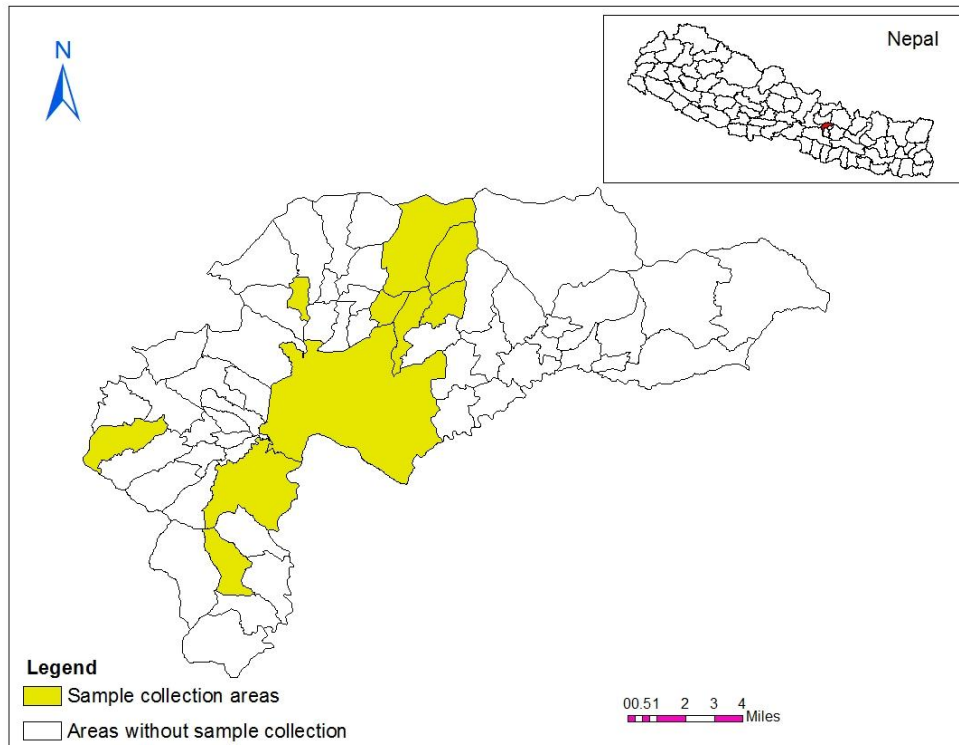 N
Nepal
Legend
Sample collection areas
Areas without sample collection
00.51 2 3 4
Miles